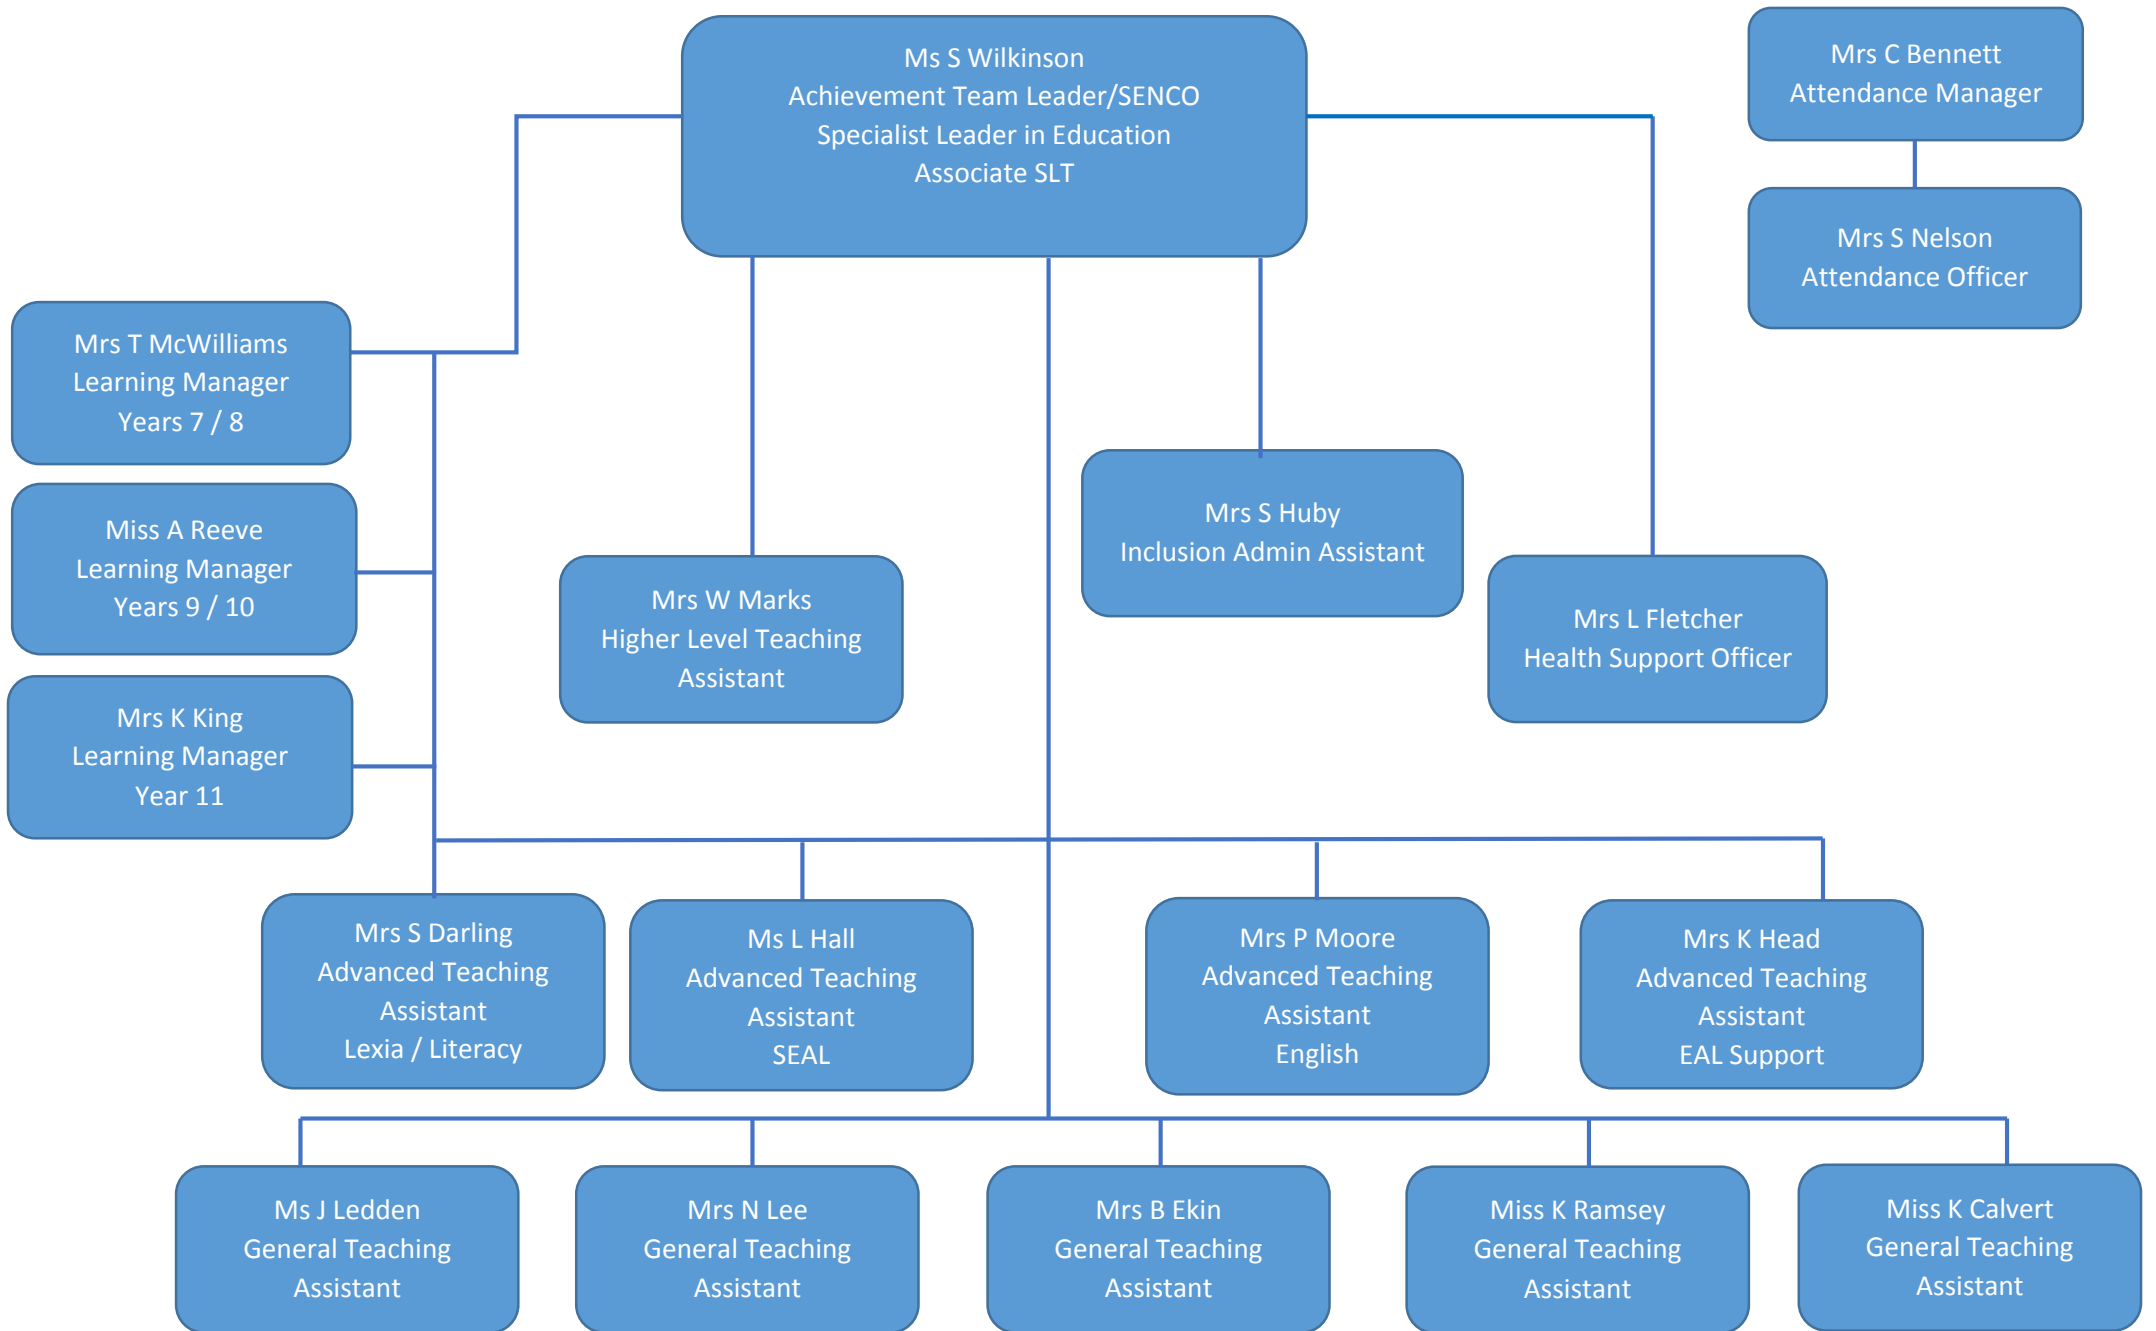 Ms S Wilkinson
Achievement Team Leader/SENCO
Specialist Leader in Education
Associate SLT
Mrs C Bennett
Attendance Manager
Mrs S Nelson
Attendance Officer
Mrs T McWilliams
Learning Manager
Years 7 / 8
Miss A Reeve
Learning Manager
Years 9 / 10
Mrs K King
Learning Manager
Year 11
Mrs W Marks
Higher Level Teaching
Assistant
Mrs S Huby
Inclusion Admin Assistant
Mrs L Fletcher
Health Support Officer
Mrs S Darling
Advanced Teaching
Assistant
Lexia / Literacy
Ms L Hall
Advanced Teaching
Assistant
SEAL
Mrs P Moore
Advanced Teaching
Assistant
English
Mrs K Head
Advanced Teaching
Assistant
EAL Support
Ms J Ledden
General Teaching
Assistant
Mrs N Lee
General Teaching
Assistant
Mrs B Ekin
General Teaching
Assistant
Miss K Ramsey
General Teaching
Assistant
Miss K Calvert
General Teaching
Assistant